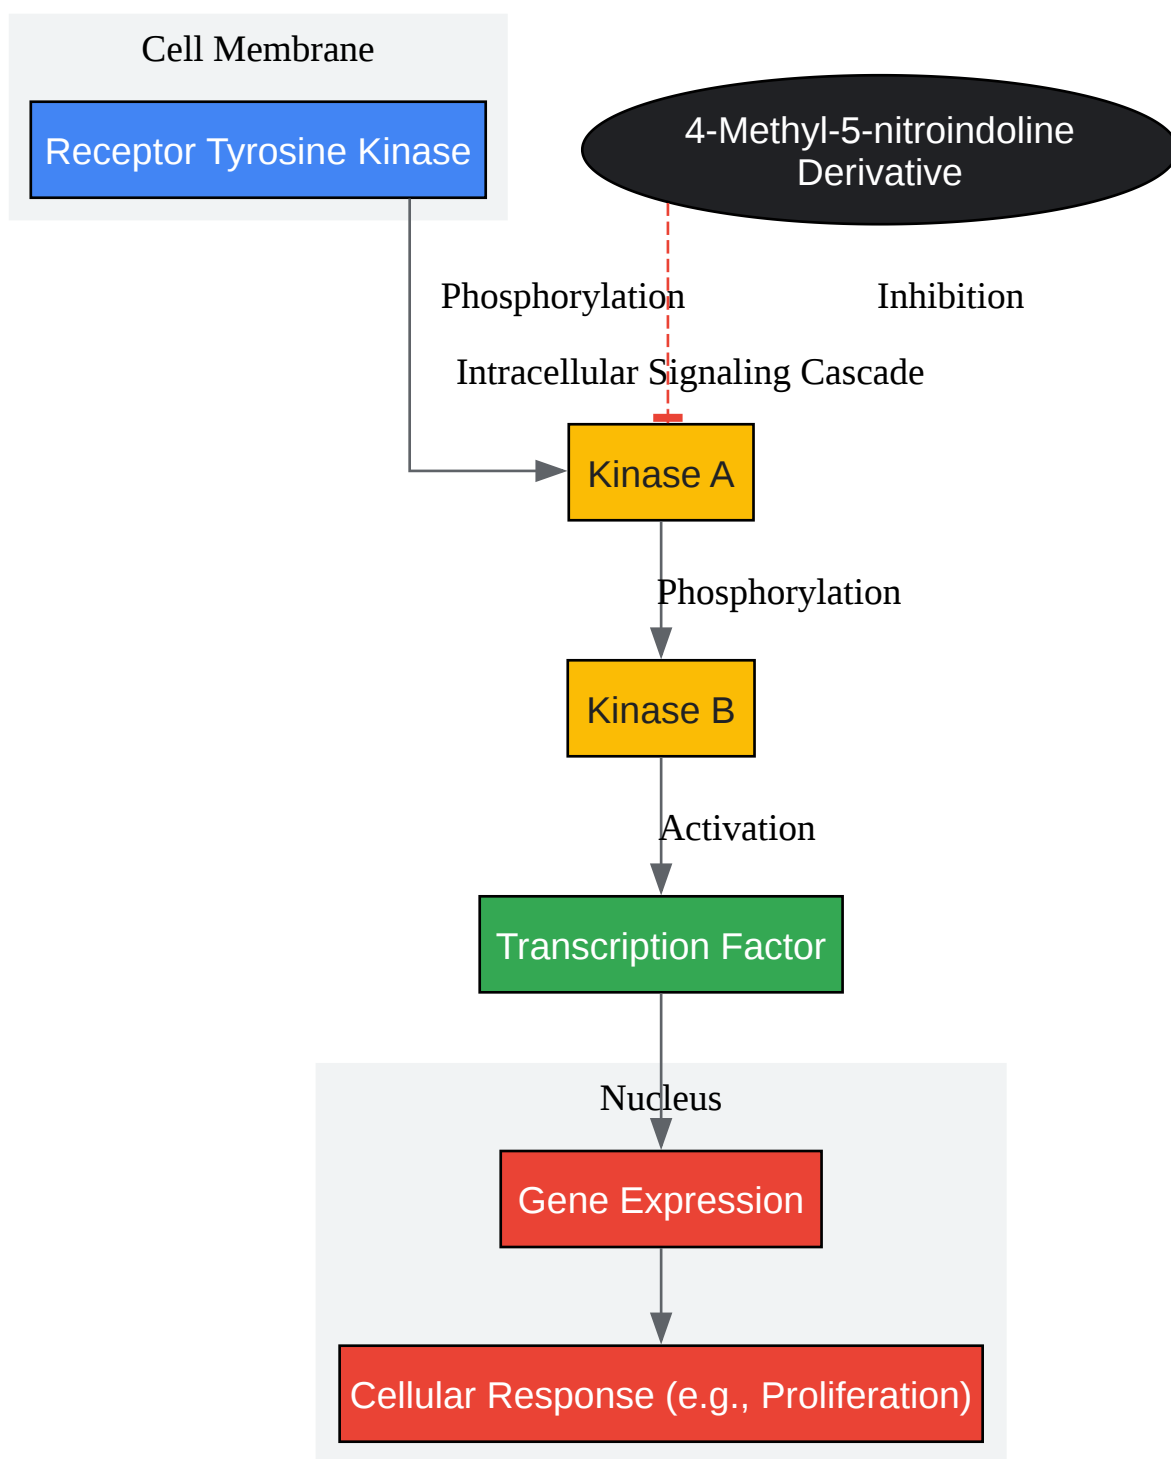 Cell Membrane
Receptor Tyrosine Kinase
4-Methyl-5-nitroindoline
Derivative
Phosphorylation
Inhibition
Intracellular Signaling Cascade
Kinase A
Phosphorylation
Kinase B
Activation
Transcription Factor
Nucleus
Gene Expression
Cellular Response (e.g., Proliferation)